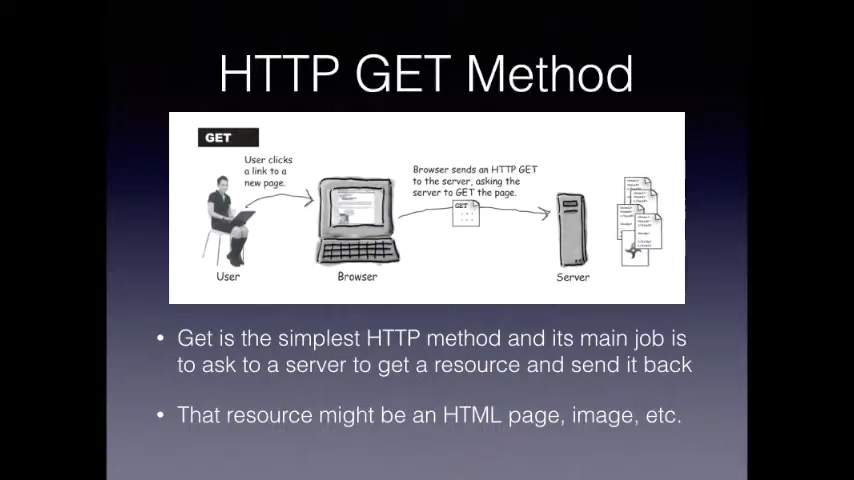 HTTP GET Method
GET
User clicks
a link to a
new page.
Browser sends an HTTP GET
to the server, asking the
server to GET the page.
GET
User
Browser
Server
• Get is the simplest HTTP method and its main job is
to ask to a server to get a resource and send it back
• That resource might be an HTML page, image, etc.